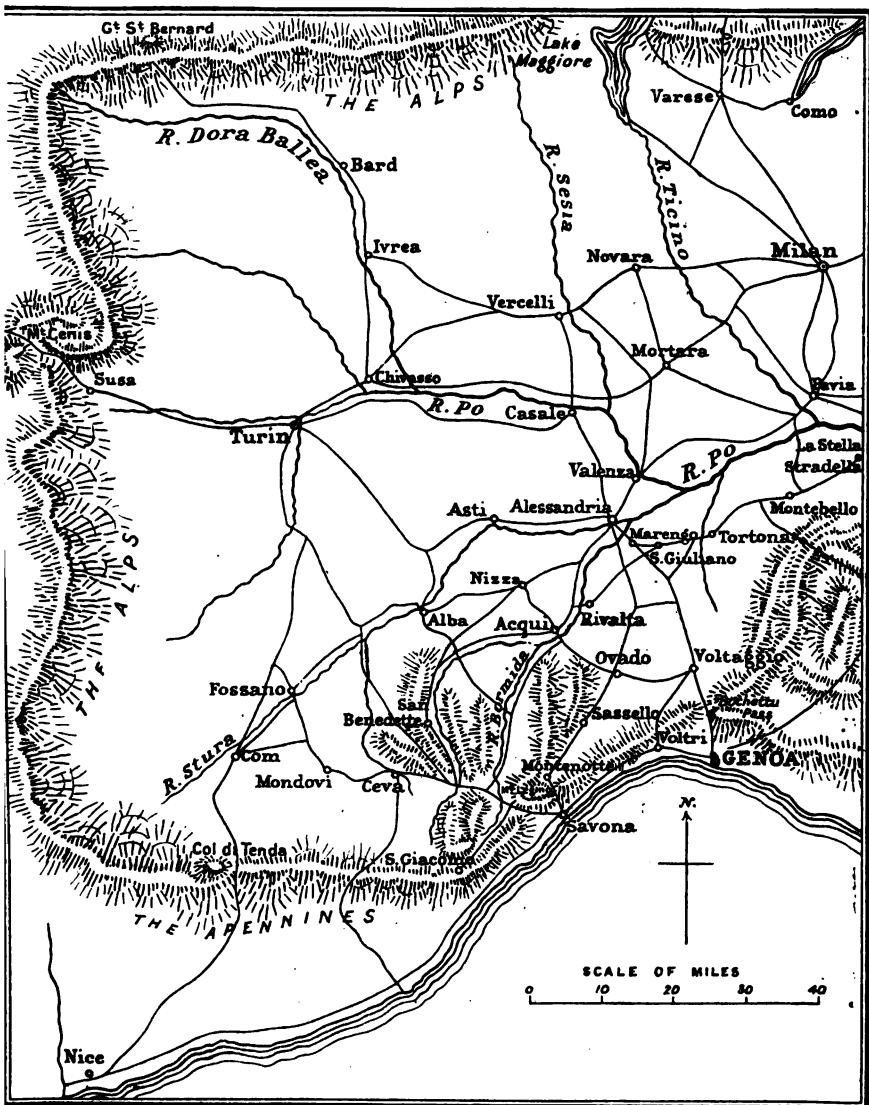 Gt. St Bernard
Lake Maggiore
THE ALPS
Varese
Como
R. Dora Ballea
Bard
R. Sesia
R. Ticino
Ivrea
Novara
Milan
Vercelli
Mt Cenis
Mortara
Susa
Chivasso
Pavia
R. Po
Casale
Turin
R. Po
La Stella
Stradella
Valenza
Montebello
Asti
Alessandria
Marengo
Tortona
S. Giuliano
THE ALPS
Nizza
Alba
Acqui
Rivalta
Ovado
Voltaggio
R. Bormida
Fossano
San Benedette
Sassello
Pass
Voltri
R. Stura
Com
GENOA
Mondovi
Ceva
Montenotte
N.
Savona
Col di Tenda
S. Giacomo
THE APENNINES
SCALE OF MILES
0 10 20 30 40
Nice